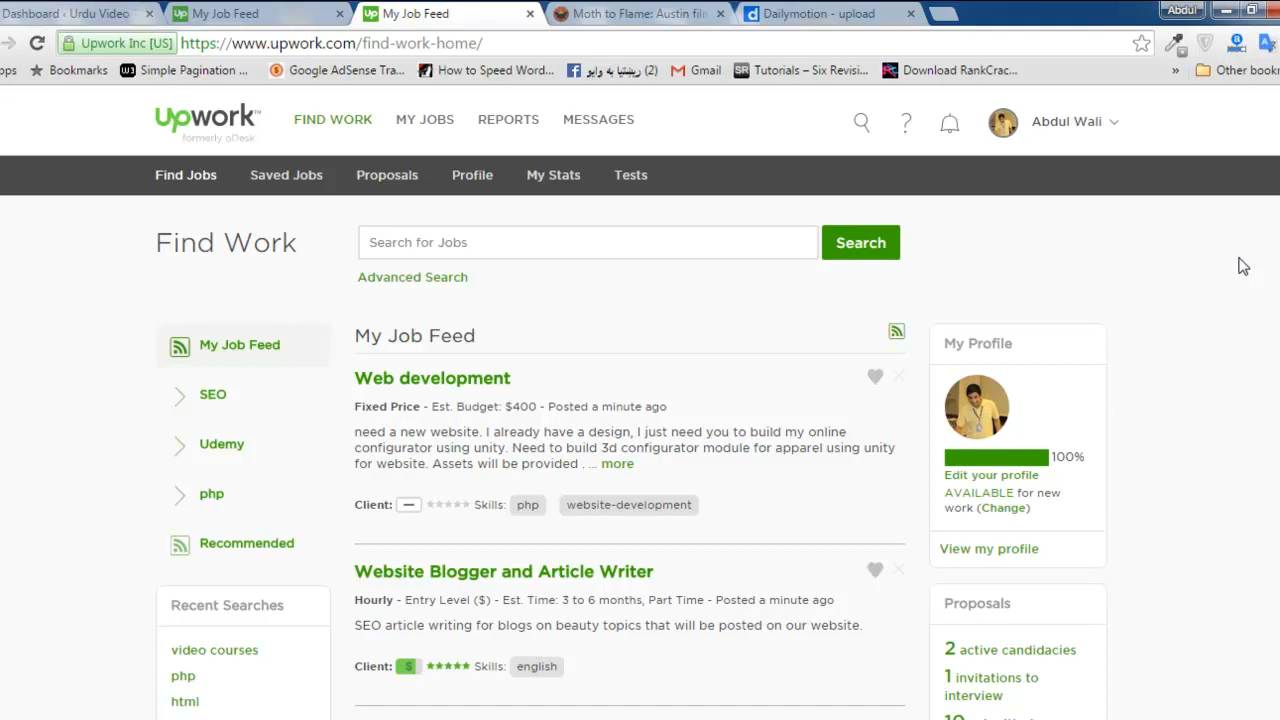 Dashboard ‹ Urdu Video
My Job Feed
My Job Feed
Moth to Flame: Austin film
Dailymotion - upload
Abdul
Upwork Inc [US]
https://www.upwork.com/find-work-home/
Bookmarks
Simple Pagination ...
Google AdSense Tra...
How to Speed Word...
(2) ریښتیا به وایو
Gmail
Tutorials – Six Revisi...
Download RankCrac...
»
Upwork™
formerly oDesk
FIND WORK
MY JOBS
REPORTS
MESSAGES
Abdul Wali
Find Jobs
Saved Jobs
Proposals
Profile
My Stats
Tests
Find Work
Search for Jobs
Search
Advanced Search
My Job Feed
SEO
Udemy
php
Recommended
Recent Searches
video courses
php
html
My Job Feed
Web development
Fixed Price - Est. Budget: $400 - Posted a minute ago
need a new website. I already have a design, I just need you to build my online
configurator using unity. Need to build 3d configurator module for apparel using unity
for website. Assets will be provided . ... more
Client: Skills: php website-development
Website Blogger and Article Writer
Hourly - Entry Level ($) - Est. Time: 3 to 6 months, Part Time - Posted a minute ago
SEO article writing for blogs on beauty topics that will be posted on our website.
Client: $ Skills: english
My Profile
100%
Edit your profile
AVAILABLE for new
work (Change)
View my profile
Proposals
2 active candidacies
1 invitations to
interview